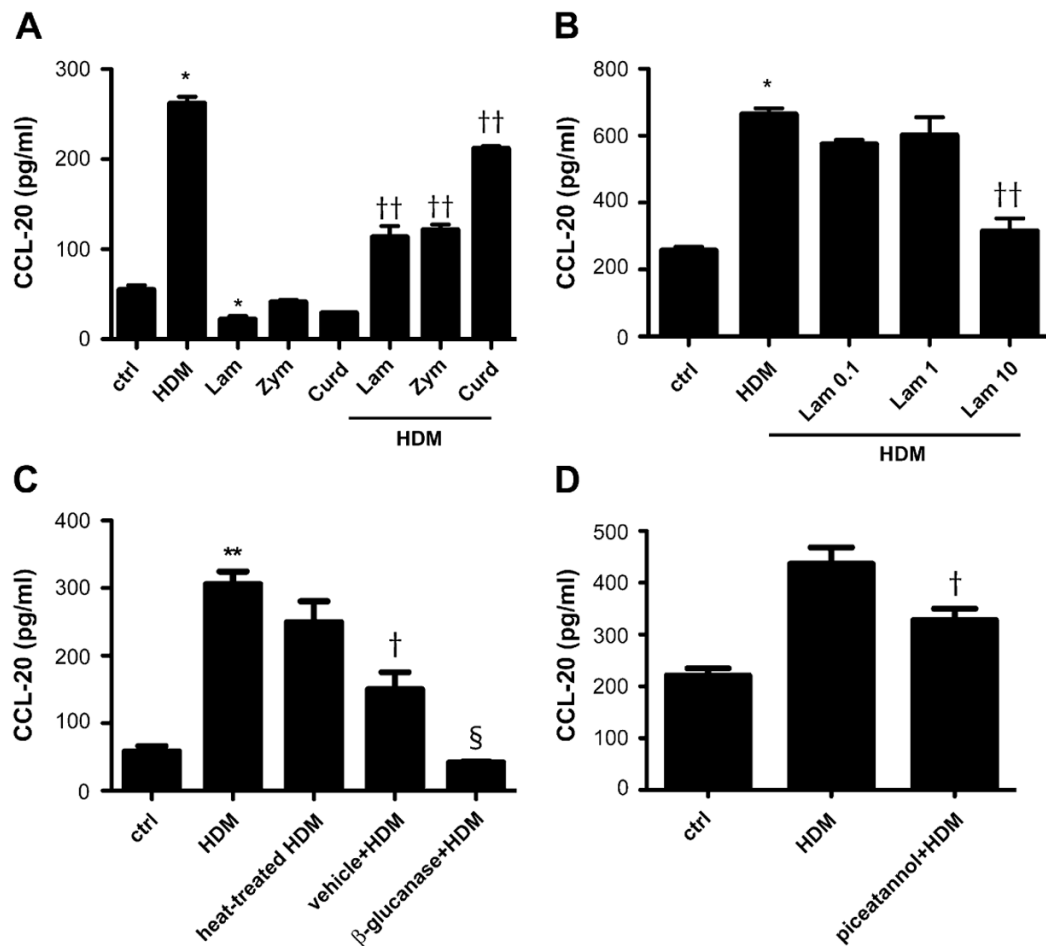 A
CCL-20 (pg/ml)
300
200
100
0
*
*
††
††
††
ctrl
HDM
Lam
Zym
Curd
Lam
Zym
Curd
HDM
B
CCL-20 (pg/ml)
800
600
400
200
0
*
††
ctrl
HDM
Lam 0.1
Lam 1
Lam 10
HDM
C
CCL-20 (pg/ml)
400
300
200
100
0
**
†
§
ctrl
HDM
heat-treated HDM
vehicle+HDM
β-glucanase+HDM
D
CCL-20 (pg/ml)
500
400
300
200
100
0
†
ctrl
HDM
piceatannol+HDM